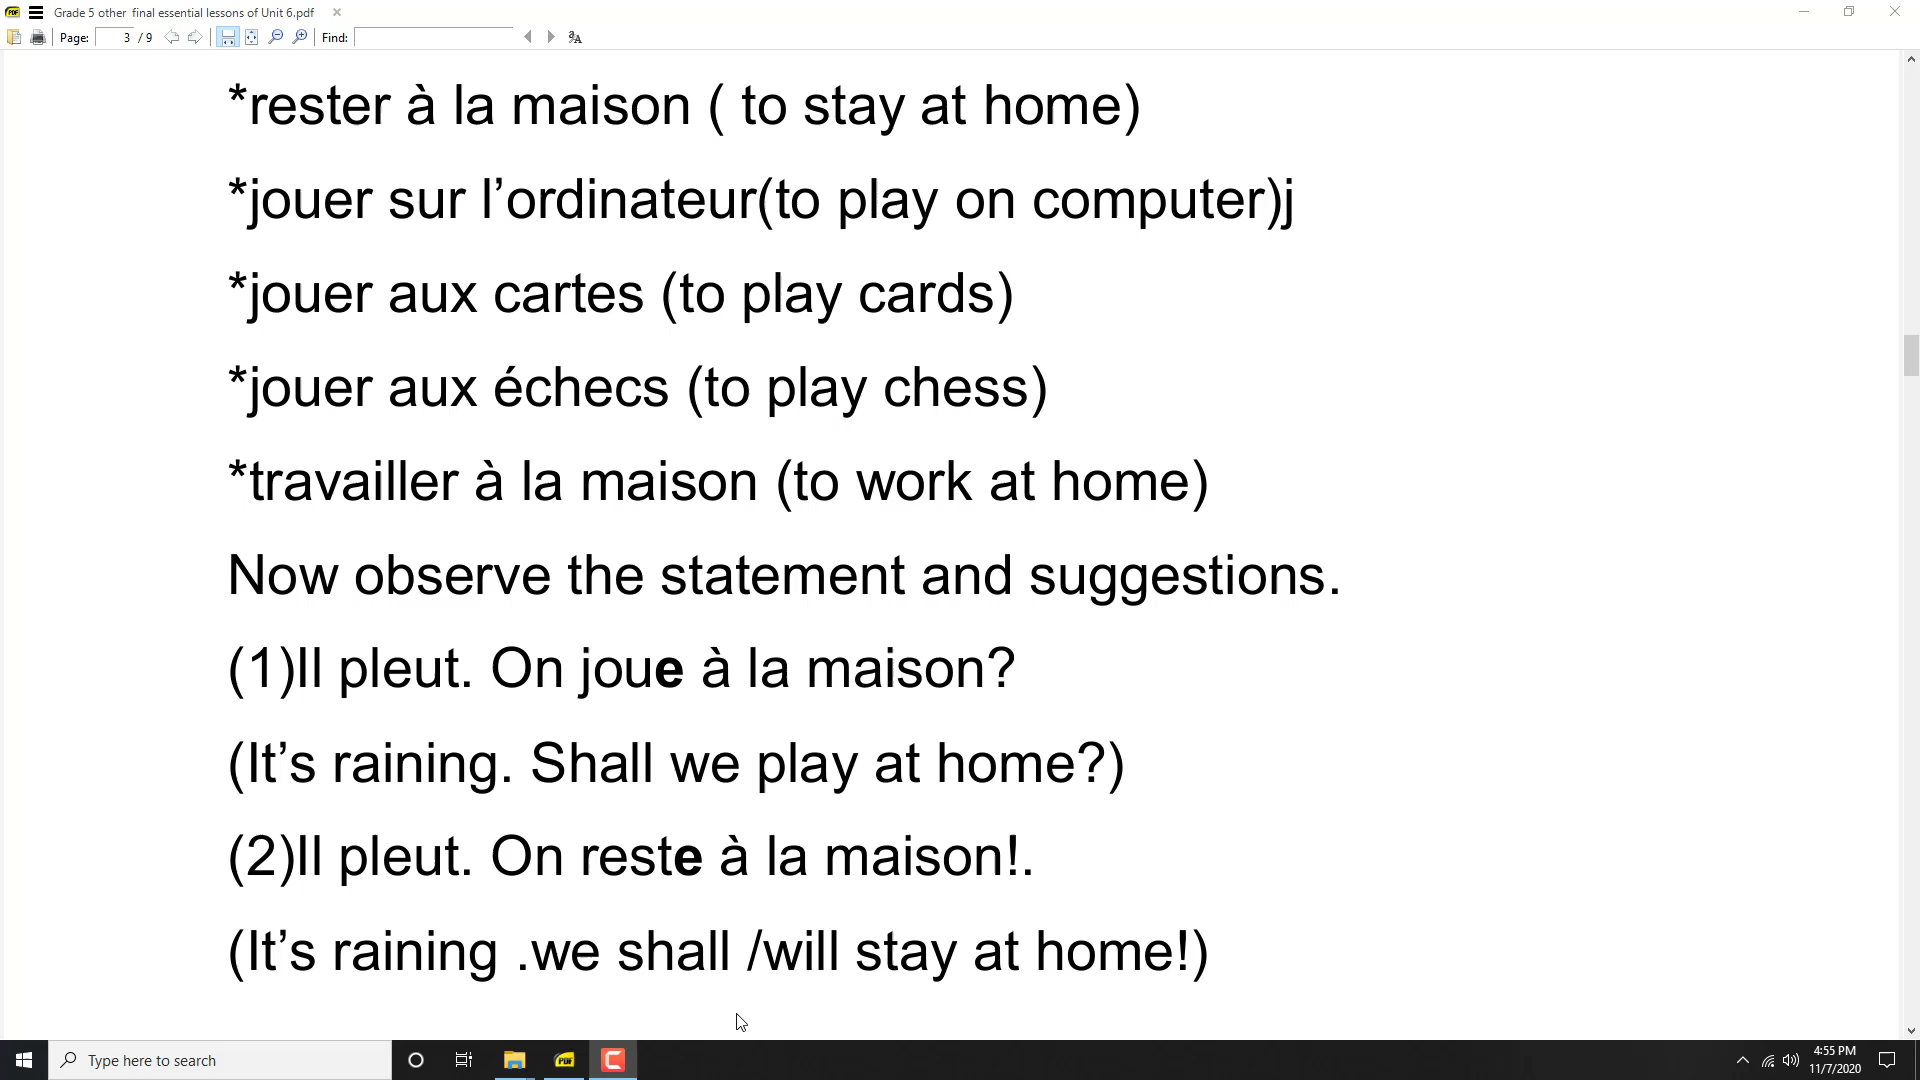 Grade 5 other final essential lessons of Unit 6.pdf
Page: 3 / 9 Find:
*rester à la maison ( to stay at home)
*jouer sur l’ordinateur(to play on computer)j
*jouer aux cartes (to play cards)
*jouer aux échecs (to play chess)
*travailler à la maison (to work at home)
Now observe the statement and suggestions.
(1)Il pleut. On joue à la maison?
(It’s raining. Shall we play at home?)
(2)Il pleut. On reste à la maison!.
(It’s raining .we shall /will stay at home!)
Type here to search
4:55 PM
11/7/2020